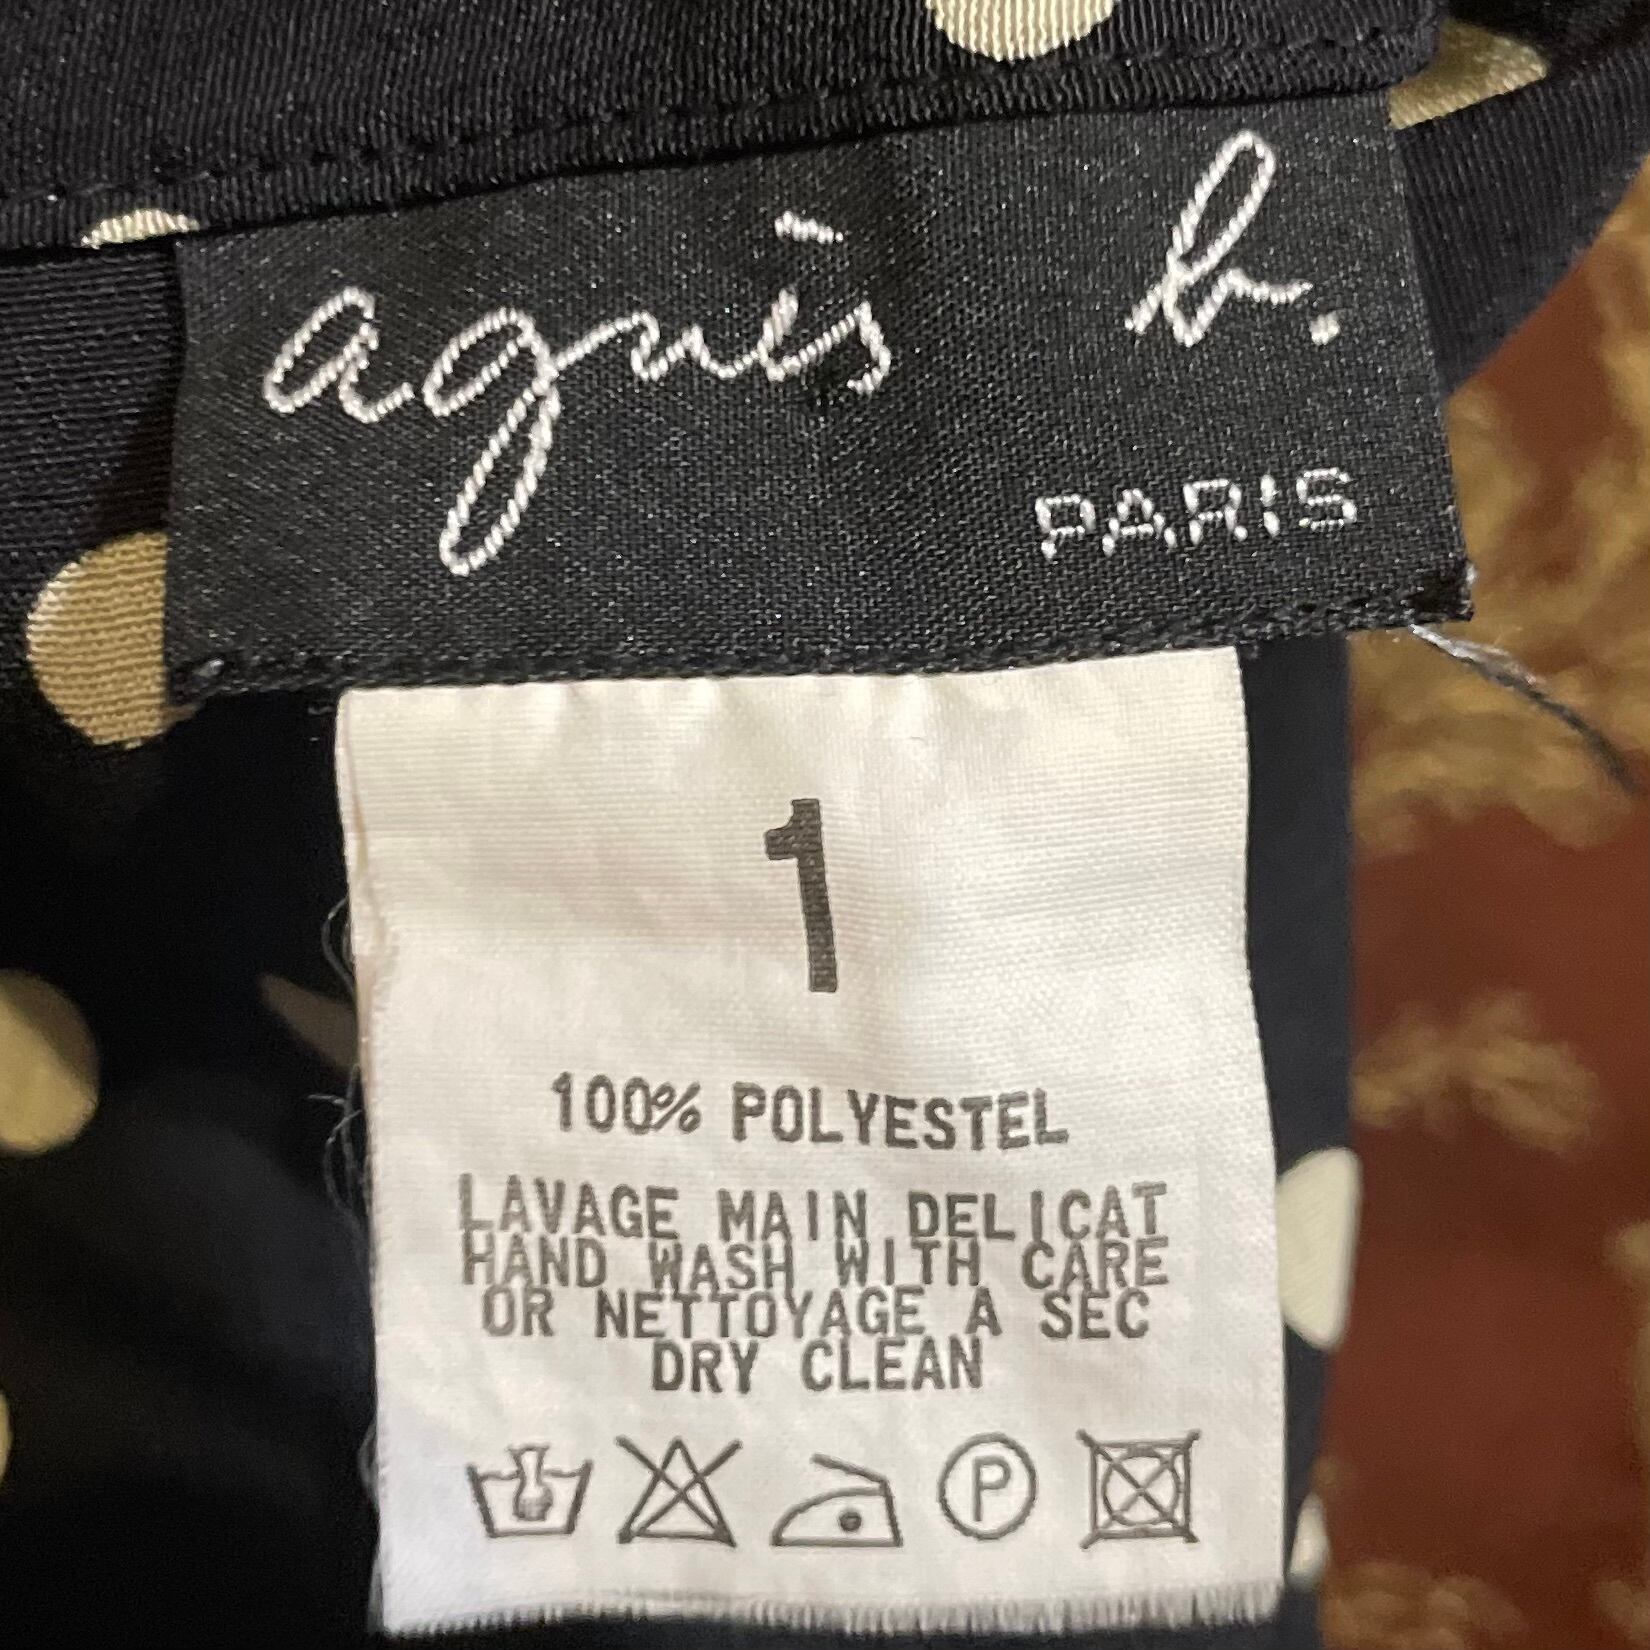 agnès b.
PARIS
1
100% POLYESTEL
LAVAGE MAIN DELICAT
HAND WASH WITH CARE
OR NETTOYAGE A SEC
DRY CLEAN
P